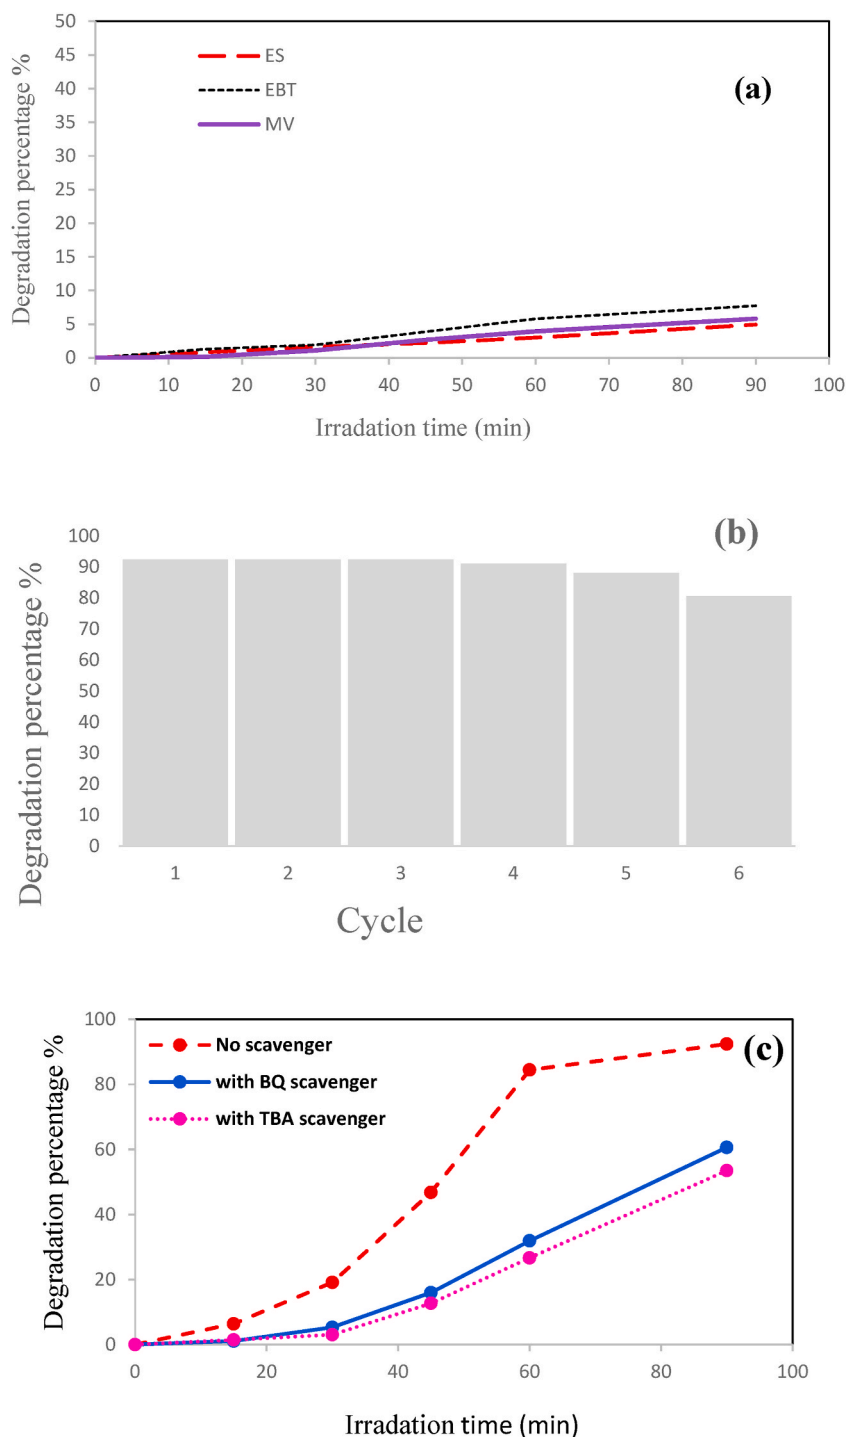 50
45
40
35
30
25
20
15
10
5
0
Degradation percentage %
ES
EBT
MV
(a)
0 10 20 30 40 50 60 70 80 90 100
Irradation time (min)
(b)
100
90
80
70
60
50
40
30
20
10
0
Degradation percentage %
1 2 3 4 5 6
Cycle
100
80
60
40
20
0
Degradation percentage %
No scavenger
with BQ scavenger
with TBA scavenger
(c)
0 20 40 60 80 100
Irradation time (min)